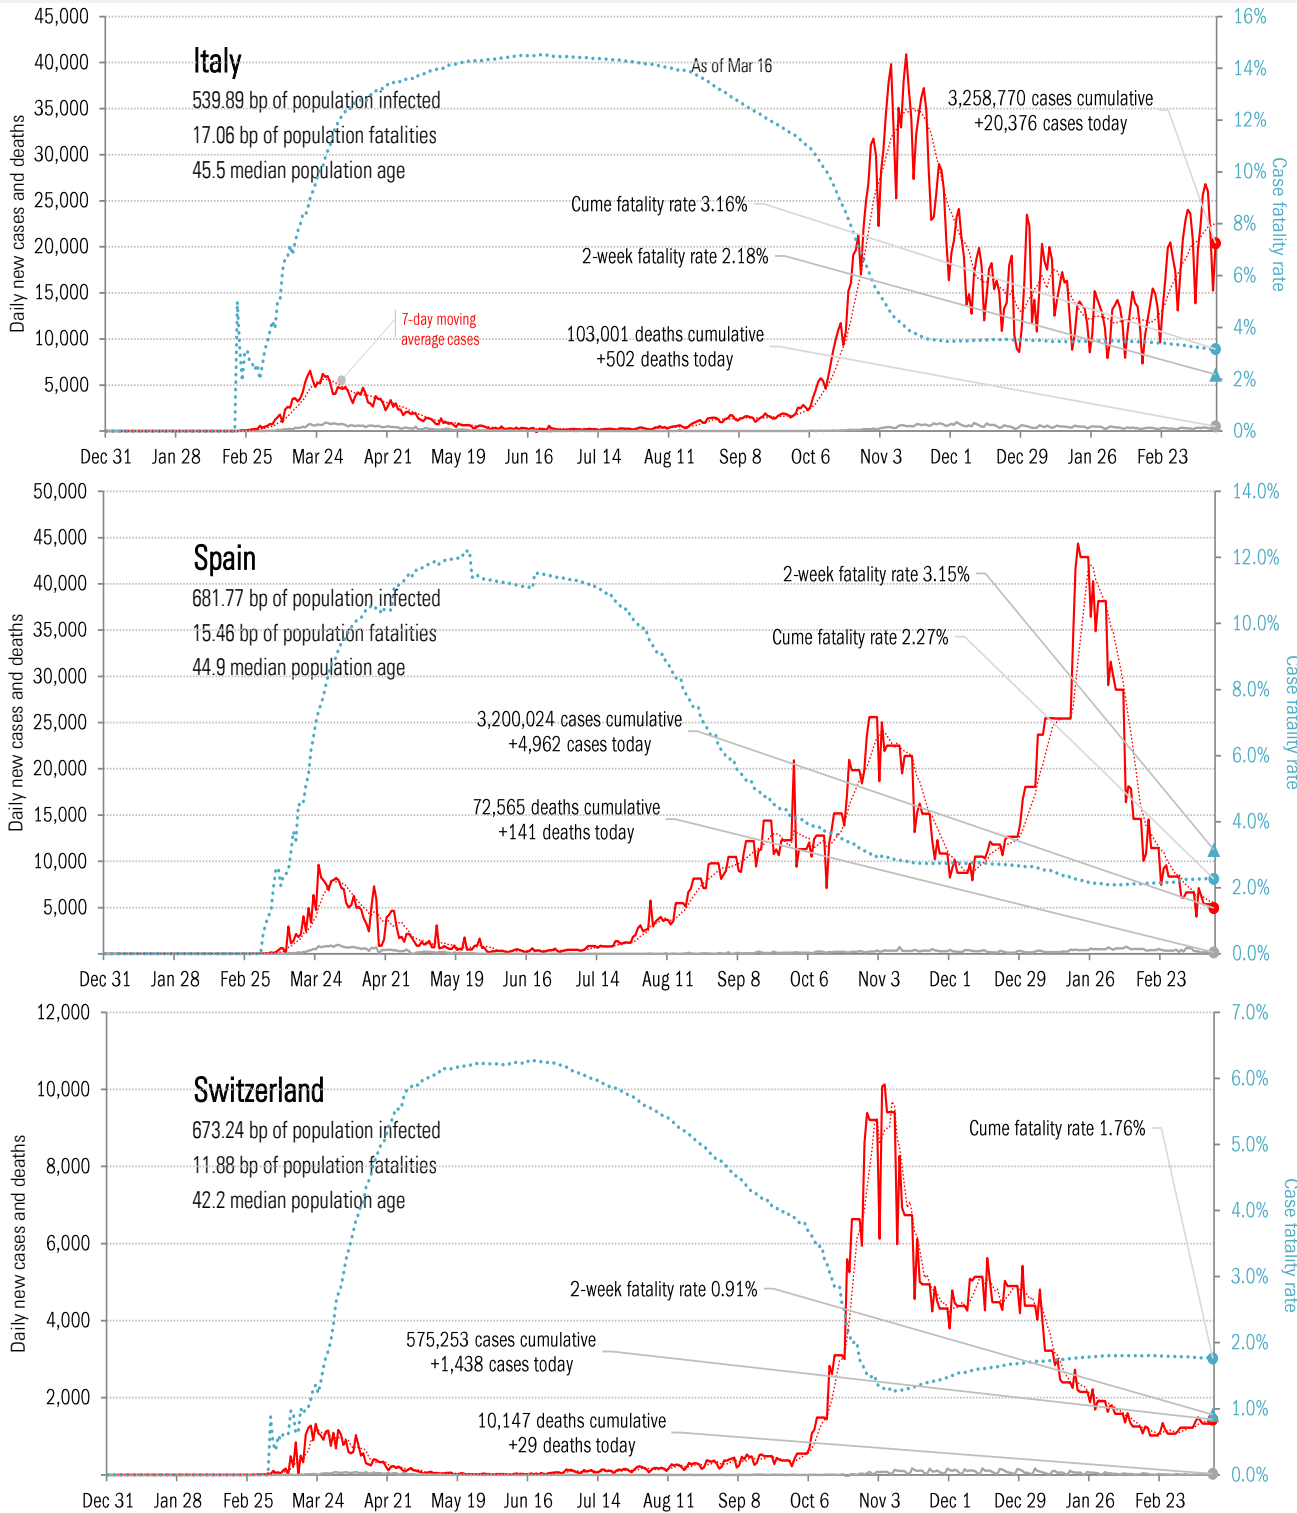 45,000
40,000
35,000
30,000
25,000
20,000
15,000
10,000
5,000
Daily new cases and deaths
Italy
539.89 bp of population infected
17.06 bp of population fatalities
45.5 median population age
As of Mar 16
3,258,770 cases cumulative
+20,376 cases today
Cume fatality rate 3.16%
2-week fatality rate 2.18%
103,001 deaths cumulative
+502 deaths today
7-day moving
average cases
16%
14%
12%
10%
8%
6%
4%
2%
0%
Case fatality rate
Dec 31 Jan 28 Feb 25 Mar 24 Apr 21 May 19 Jun 16 Jul 14 Aug 11 Sep 8 Oct 6 Nov 3 Dec 1 Dec 29 Jan 26 Feb 23
50,000
45,000
40,000
35,000
30,000
25,000
20,000
15,000
10,000
5,000
Daily new cases and deaths
Spain
681.77 bp of population infected
15.46 bp of population fatalities
44.9 median population age
2-week fatality rate 3.15%
Cume fatality rate 2.27%
3,200,024 cases cumulative
+4,962 cases today
72,565 deaths cumulative
+141 deaths today
14.0%
12.0%
10.0%
8.0%
6.0%
4.0%
2.0%
0.0%
Case fatality rate
Dec 31 Jan 28 Feb 25 Mar 24 Apr 21 May 19 Jun 16 Jul 14 Aug 11 Sep 8 Oct 6 Nov 3 Dec 1 Dec 29 Jan 26 Feb 23
12,000
10,000
8,000
6,000
4,000
2,000
Daily new cases and deaths
Switzerland
673.24 bp of population infected
11.88 bp of population fatalities
42.2 median population age
Cume fatality rate 1.76%
2-week fatality rate 0.91%
575,253 cases cumulative
+1,438 cases today
10,147 deaths cumulative
+29 deaths today
7.0%
6.0%
5.0%
4.0%
3.0%
2.0%
1.0%
0.0%
Case fatality rate
Dec 31 Jan 28 Feb 25 Mar 24 Apr 21 May 19 Jun 16 Jul 14 Aug 11 Sep 8 Oct 6 Nov 3 Dec 1 Dec 29 Jan 26 Feb 23